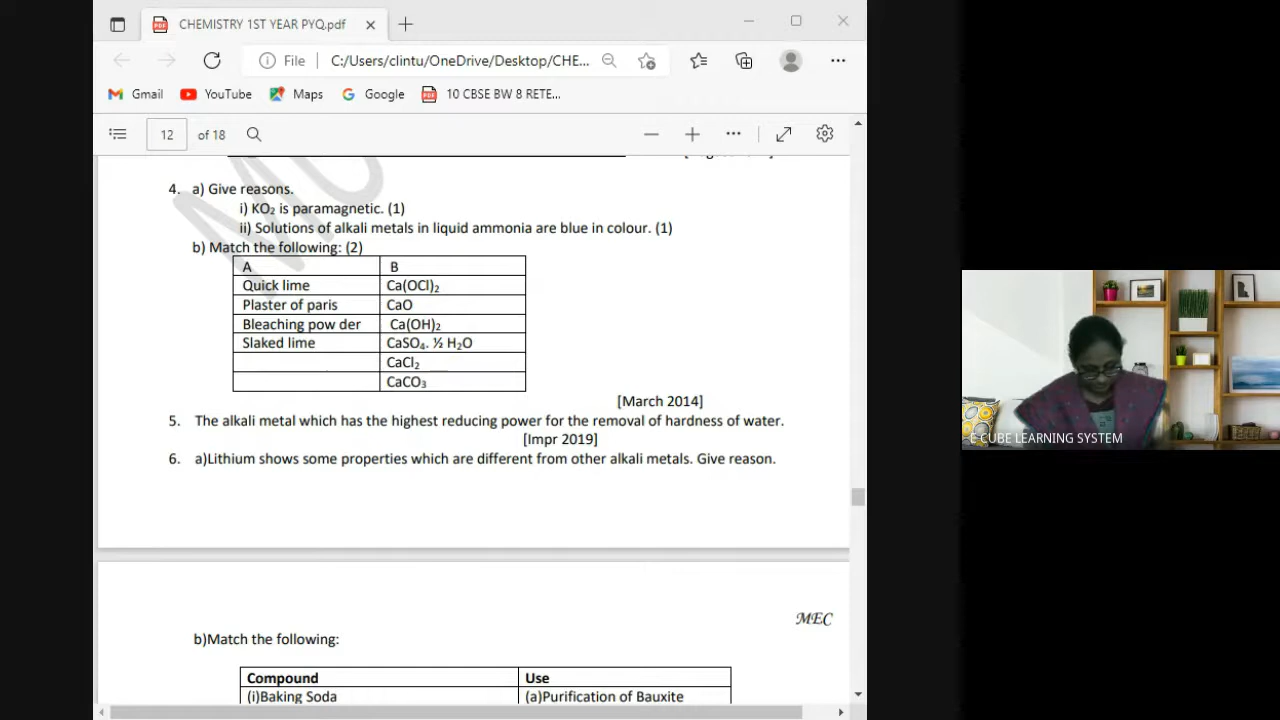 CHEMISTRY 1ST YEAR PYQ.pdf
File C:/Users/clintu/OneDrive/Desktop/CHE...
Gmail YouTube Maps Google 10 CBSE BW 8 RETE...
12 of 18
4. a) Give reasons.
i) KO₂ is paramagnetic. (1)
ii) Solutions of alkali metals in liquid ammonia are blue in colour. (1)
b) Match the following: (2)
A B
Quick lime Ca(OCl)₂
Plaster of paris CaO
Bleaching pow der Ca(OH)₂
Slaked lime CaSO₄. ½ H₂O
CaCl₂
CaCO₃
[March 2014]
5. The alkali metal which has the highest reducing power for the removal of hardness of water.
[Impr 2019]
6. a)Lithium shows some properties which are different from other alkali metals. Give reason.
MEC
b)Match the following:
Compound Use
(i)Baking Soda (a)Purification of Bauxite
E CUBE LEARNING SYSTEM